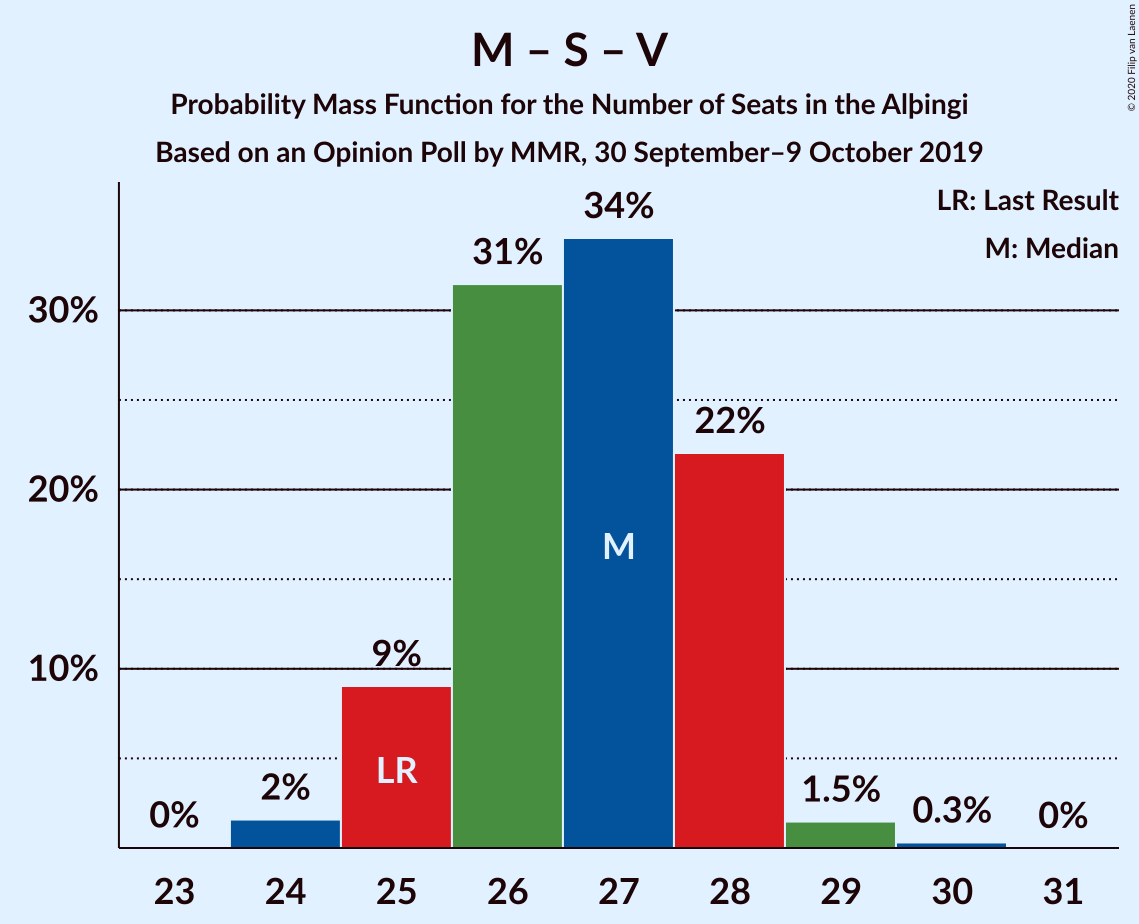 M – S – V
Probability Mass Function for the Number of Seats in the Alþingi
Based on an Opinion Poll by MMR, 30 September–9 October 2019
© 2020 Filip van Laenen
LR: Last Result
M: Median
34%
31%
30%
22%
20%
M
10%
9%
LR
2%
1.5%
0.3%
0%
0%
23 24 25 26 27 28 29 30 31